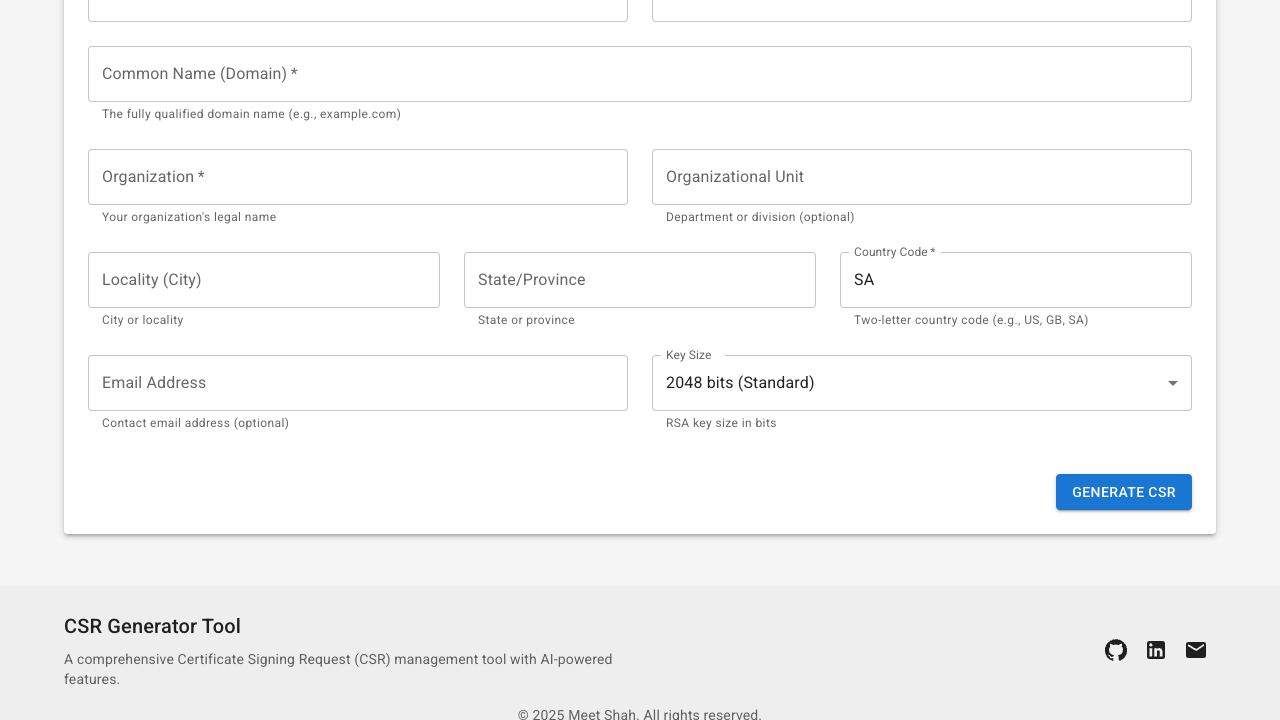 Common Name (Domain) *
The fully qualified domain name (e.g., example.com)
Organization *
Organizational Unit
Your organization's legal name
Department or division (optional)
Locality (City)
State/Province
Country Code *
SA
City or locality
State or province
Two-letter country code (e.g., US, GB, SA)
Email Address
Key Size
2048 bits (Standard)
Contact email address (optional)
RSA key size in bits
GENERATE CSR
CSR Generator Tool
A comprehensive Certificate Signing Request (CSR) management tool with AI-powered
features.
© 2025 Meet Shah. All rights reserved.